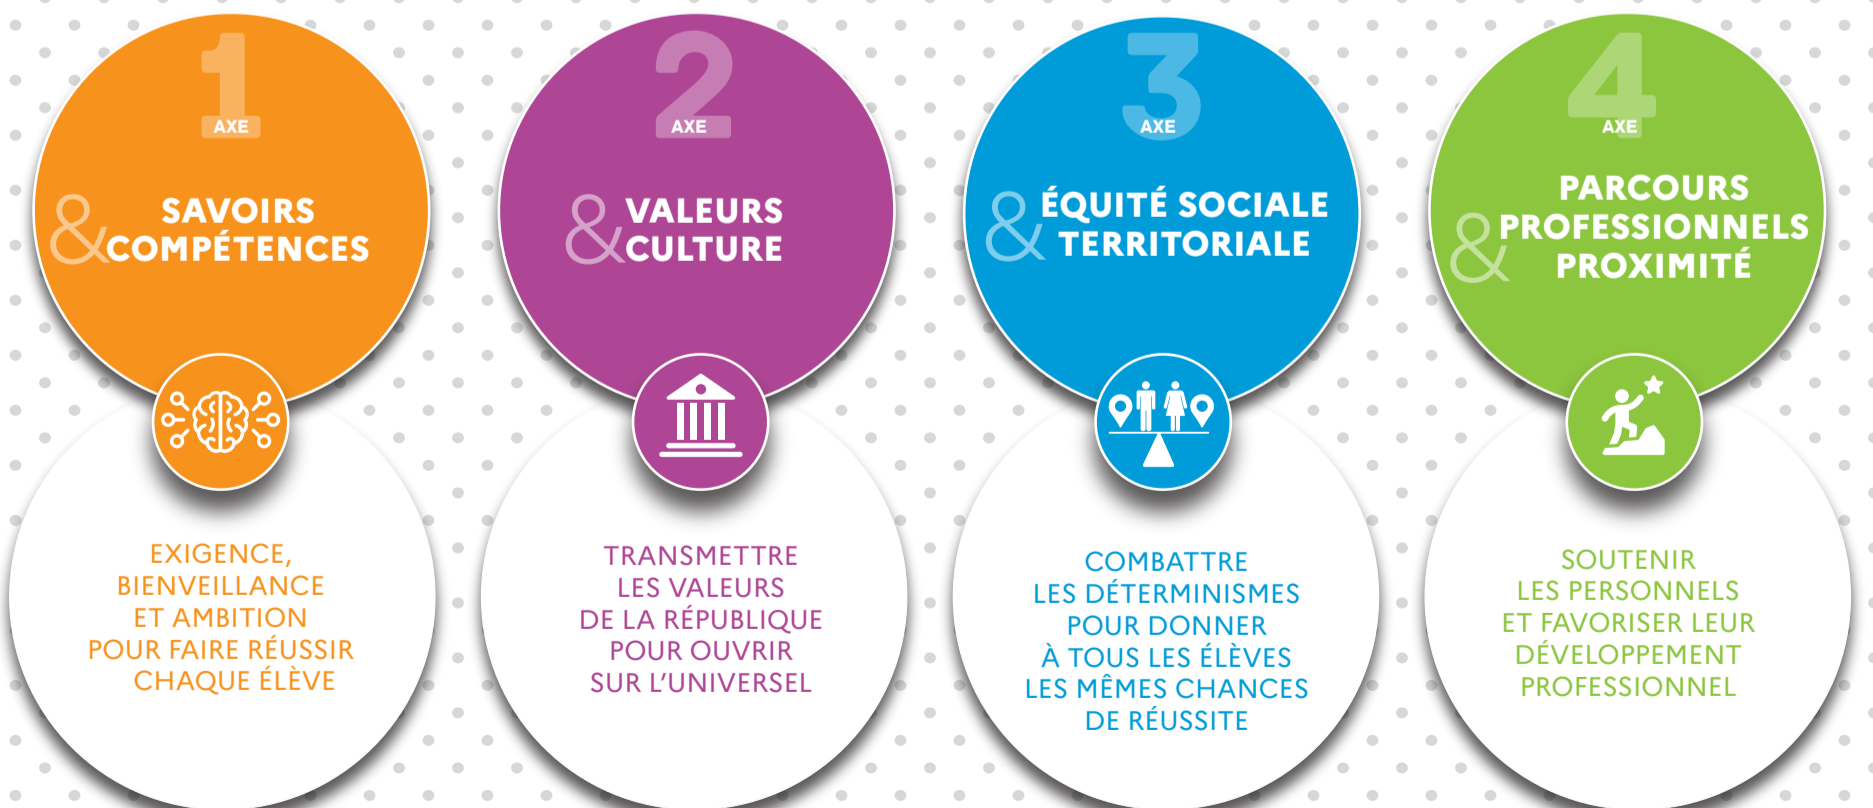 1
AXE
SAVOIRS
& COMPÉTENCES
EXIGENCE,
BIENVEILLANCE
ET AMBITION
POUR FAIRE RÉUSSIR
CHAQUE ÉLÈVE
2
AXE
VALEURS
& CULTURE
TRANSMETTRE
LES VALEURS
DE LA RÉPUBLIQUE
POUR OUVRIR
SUR L’UNIVERSEL
3
AXE
ÉQUITÉ SOCIALE
& TERRITORIALE
COMBATTRE
LES DÉTERMINISMES
POUR DONNER
À TOUS LES ÉLÈVES
LES MÊMES CHANCES
DE RÉUSSITE
4
AXE
PARCOURS
PROFESSIONNELS
& PROXIMITÉ
SOUTENIR
LES PERSONNELS
ET FAVORISER LEUR
DÉVELOPPEMENT
PROFESSIONNEL